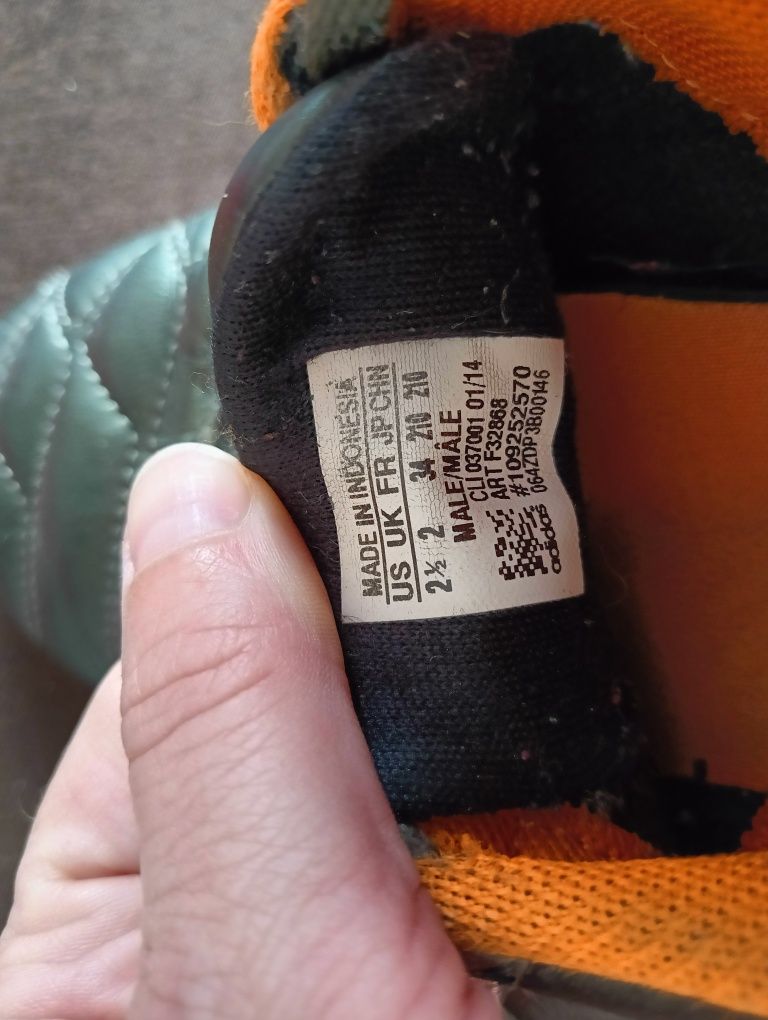 MADE IN INDONESIA
US UK FR JP CHN
2½ 2 34 210 210
MALE/MÂLE
CLI 037001 01/14
ART F32868
#109252570
064ZDP3B00146
adidas